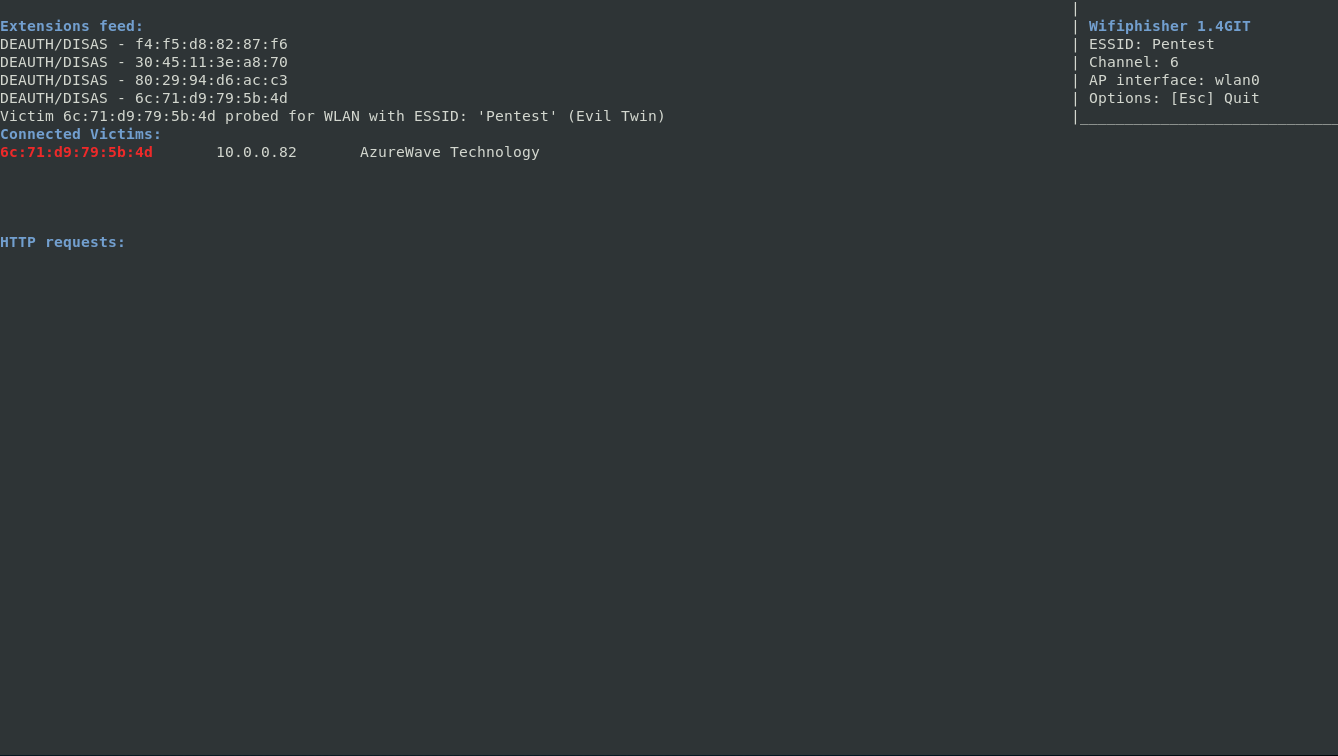 Extensions feed:
DEAUTH/DISAS - f4:f5:d8:82:87:f6
DEAUTH/DISAS - 30:45:11:3e:a8:70
DEAUTH/DISAS - 80:29:94:d6:ac:c3
DEAUTH/DISAS - 6c:71:d9:79:5b:4d
Victim 6c:71:d9:79:5b:4d probed for WLAN with ESSID: 'Pentest' (Evil Twin)
Connected Victims:
6c:71:d9:79:5b:4d 10.0.0.82 AzureWave Technology
HTTP requests:
|
| Wifiphisher 1.4GIT
| ESSID: Pentest
| Channel: 6
| AP interface: wlan0
| Options: [Esc] Quit
|_____________________________